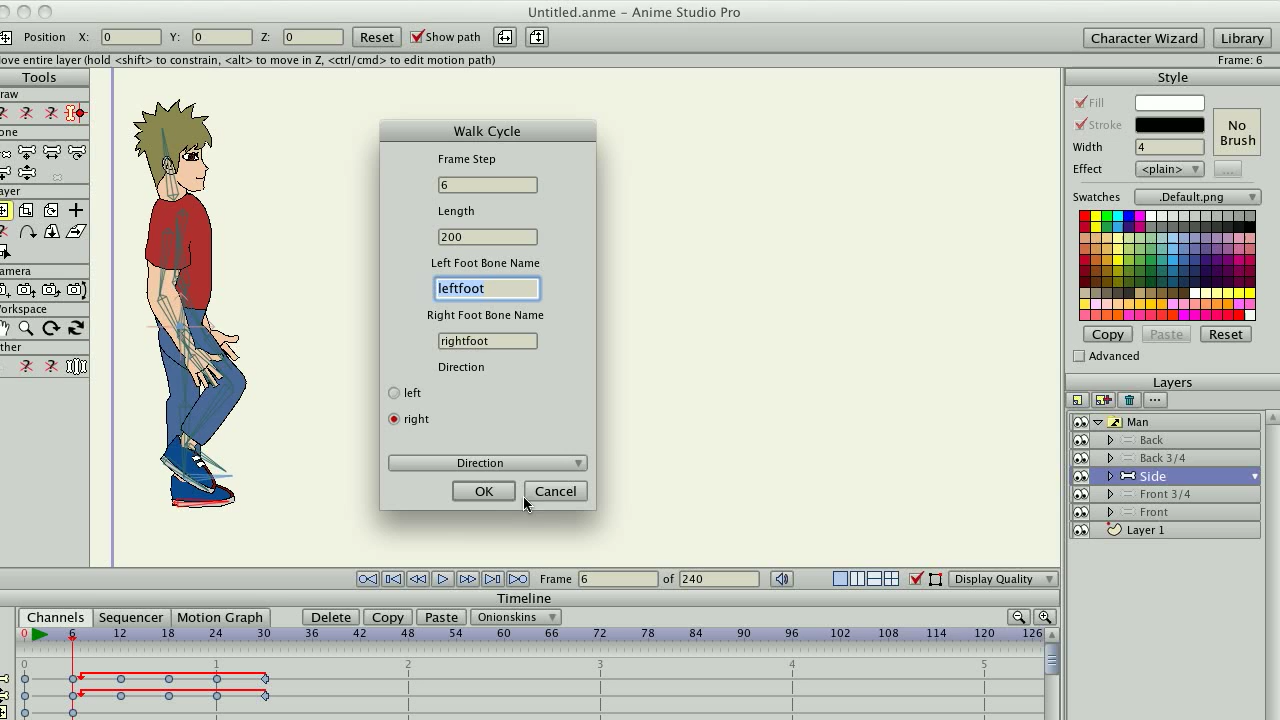 Untitled.anme – Anime Studio Pro
Position X: 0 Y: 0 Z: 0 Reset Show path Character Wizard Library
ove entire layer (hold <shift> to constrain, <alt> to move in Z, <ctrl/cmd> to edit motion path) Frame: 6
Tools
raw
one
ayer
amera
orkspace
ther
Walk Cycle
Frame Step
6
Length
200
Left Foot Bone Name
leftfoot
Right Foot Bone Name
rightfoot
Direction
left
right
Direction
OK Cancel
Style
Fill
Stroke
No Brush
Width 4
Effect <plain> ...
Swatches .Default.png
Copy Paste Reset
Advanced
Layers
...
Man
Back
Back 3/4
Side
Front 3/4
Front
Layer 1
Frame 6 of 240 Display Quality
Timeline
Channels Sequencer Motion Graph Delete Copy Paste Onionskins
0 6 12 18 24 30 36 42 48 54 60 66 72 78 84 90 96 102 108 114 120 126
0 1 2 3 4 5